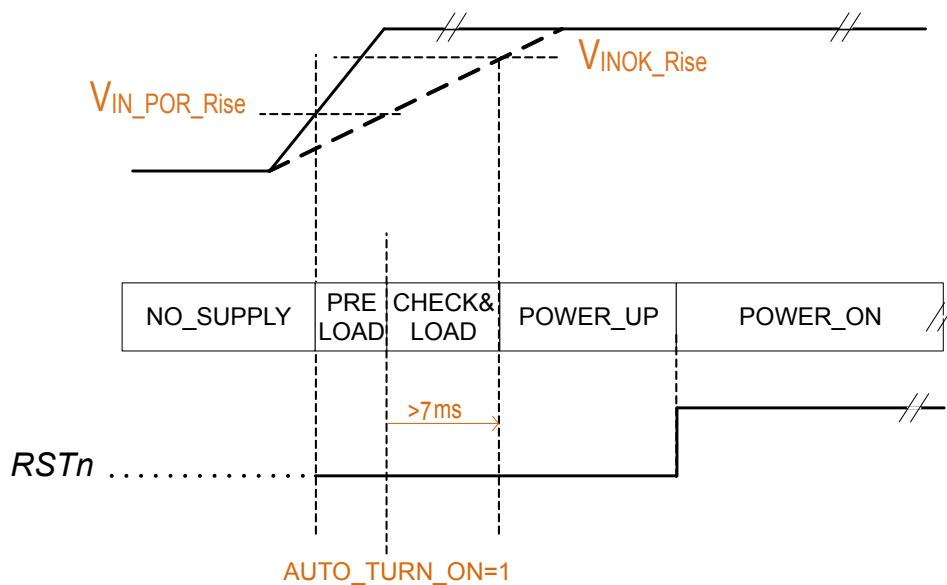 VINOK_Rise
VIN_POR_Rise
NO_SUPPLY
PRE
LOAD
CHECK&
LOAD
POWER_UP
POWER_ON
>7ms
RSTn
AUTO_TURN_ON=1